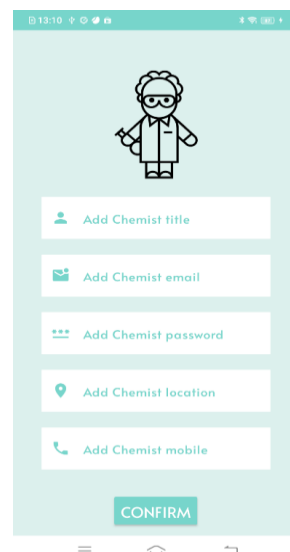 13:10
Add Chemist title
Add Chemist email
Add Chemist password
Add Chemist location
Add Chemist mobile
CONFIRM